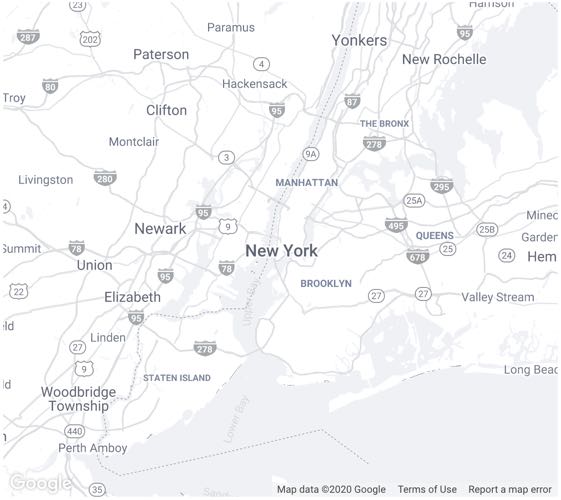 Harrison
287
Paramus
95
202
Yonkers
Paterson
New Rochelle
4
Hackensack
80
87
Troy
Clifton
95
THE BRONX
278
Montclair
9A
3
Livingston
280
MANHATTAN
295
25A
4
95
Newark
9
495
Mineo
QUEENS
25B
Garden
Summit
78
New York
25
678
24
Hem
Union
78
95
BROOKLYN
22
Upper Bay
Elizabeth
27
27
Valley Stream
95
eld
Linden
27
278
9
Long Beac
STATEN ISLAND
ld
Woodbridge
Township
Lower Bay
440
n
Perth Amboy
Google
35
Sand
Map data ©2020 Google
Terms of Use
Report a map error